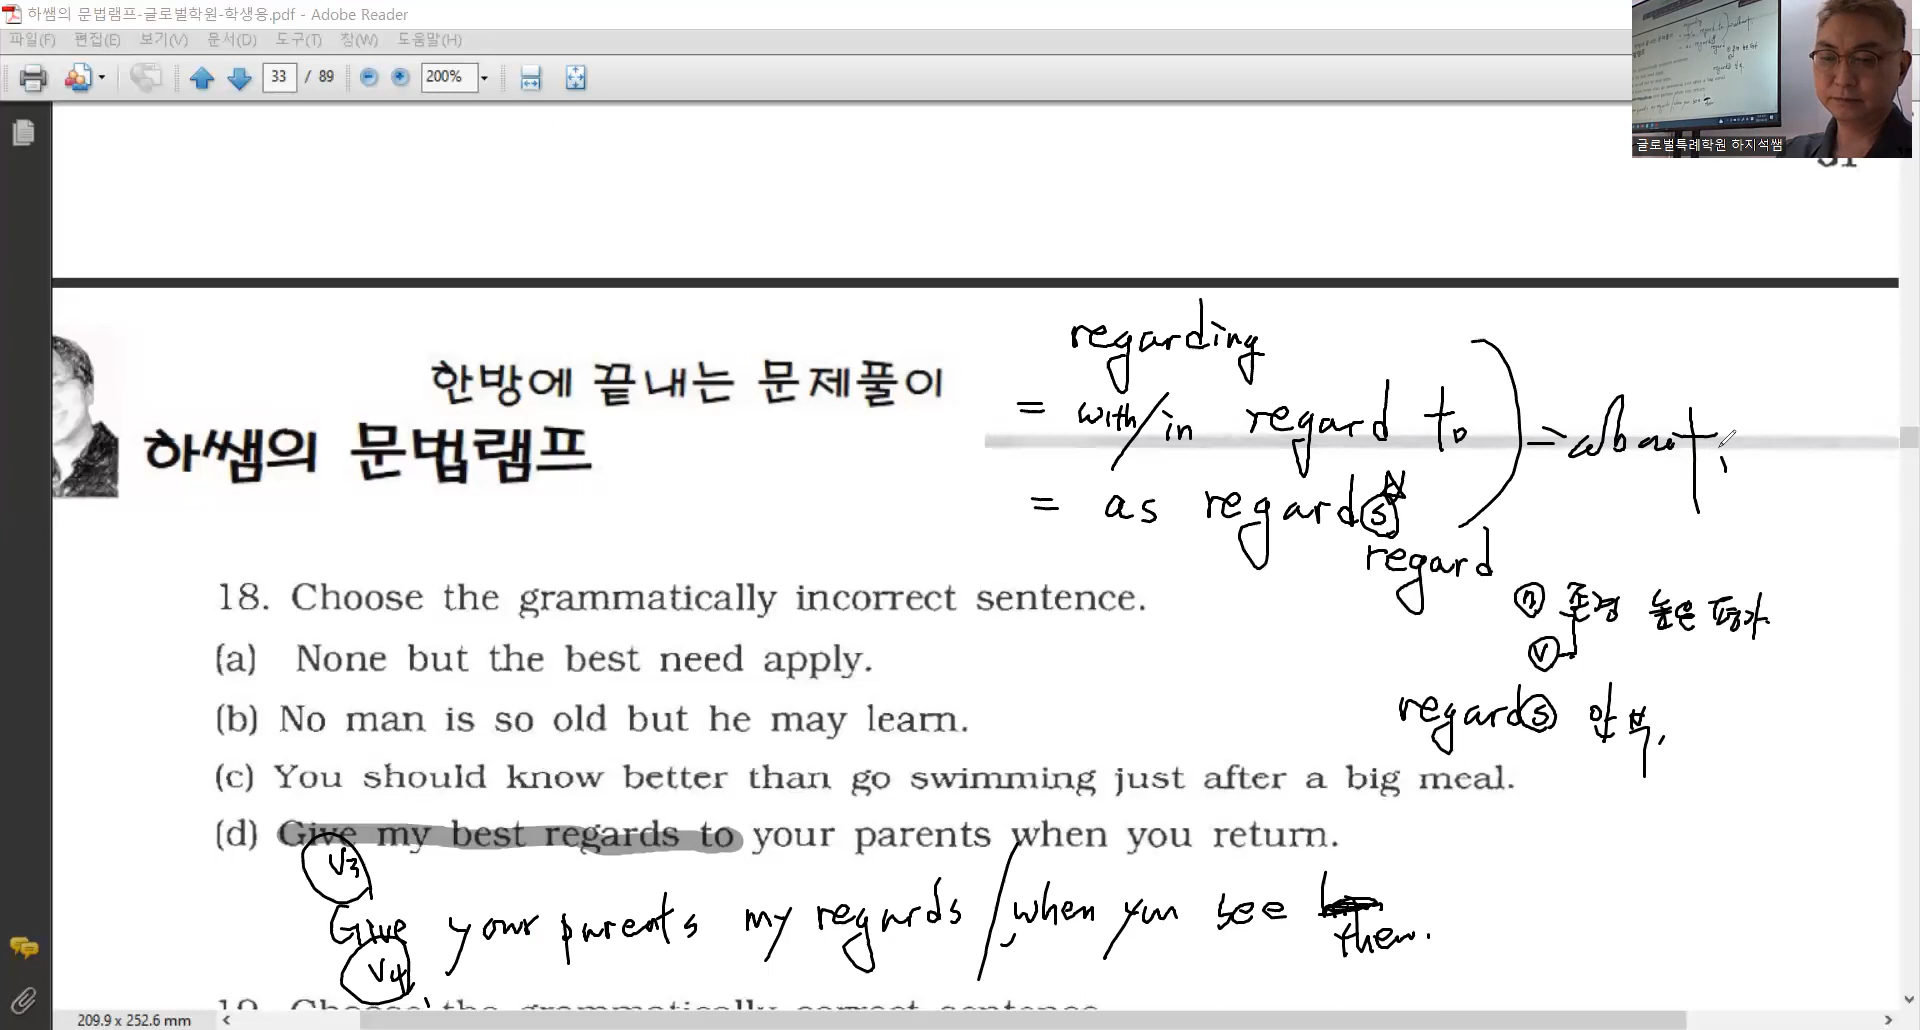 하쌤의 문법램프-글로벌학원-학생용.pdf - Adobe Reader
파일(F) 편집(E) 보기(V) 문서(D) 도구(T) 창(W) 도움말(H)
33 / 89 200%
글로벌특례학원 하지석쌤
한방에 끝내는 문제풀이
하쌤의 문법램프
regarding
= with/in regard to
= as regards
= about,
regard
n 존경 높은 평가
v
regards 안부,
18. Choose the grammatically incorrect sentence.
(a) None but the best need apply.
(b) No man is so old but he may learn.
(c) You should know better than go swimming just after a big meal.
(d) Give my best regards to your parents when you return.
V3
Give your parents my regards / when you see them.
V4
19. Choose the grammatically correct sentence.
209.9 x 252.6 mm